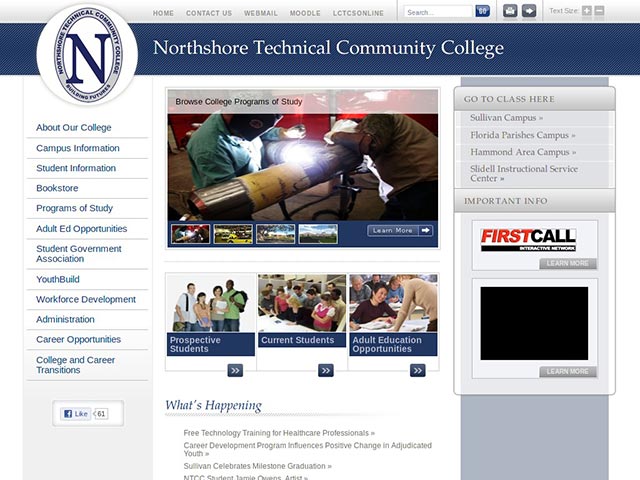 HOME CONTACT US WEBMAIL MOODLE LCTCSONLINE
Search... GO
Text Size:
NORTHSHORE TECHNICAL COMMUNITY COLLEGE
N
BUILDING FUTURES
Northshore Technical Community College
About Our College
Campus Information
Student Information
Bookstore
Programs of Study
Adult Ed Opportunities
Student Government
Association
YouthBuild
Workforce Development
Administration
Career Opportunities
College and Career
Transitions
Like 61
Browse College Programs of Study
Learn More
Prospective
Students
Current Students
Adult Education
Opportunities
What's Happening
Free Technology Training for Healthcare Professionals »
Career Development Program Influences Positive Change in Adjudicated
Youth »
Sullivan Celebrates Milestone Graduation »
NTCC Student Jamie Owens, Artist »
GO TO CLASS HERE
Sullivan Campus »
Florida Parishes Campus »
Hammond Area Campus »
Slidell Instructional Service
Center »
IMPORTANT INFO
FIRSTCALL
INTERACTIVE NETWORK
LEARN MORE
LEARN MORE